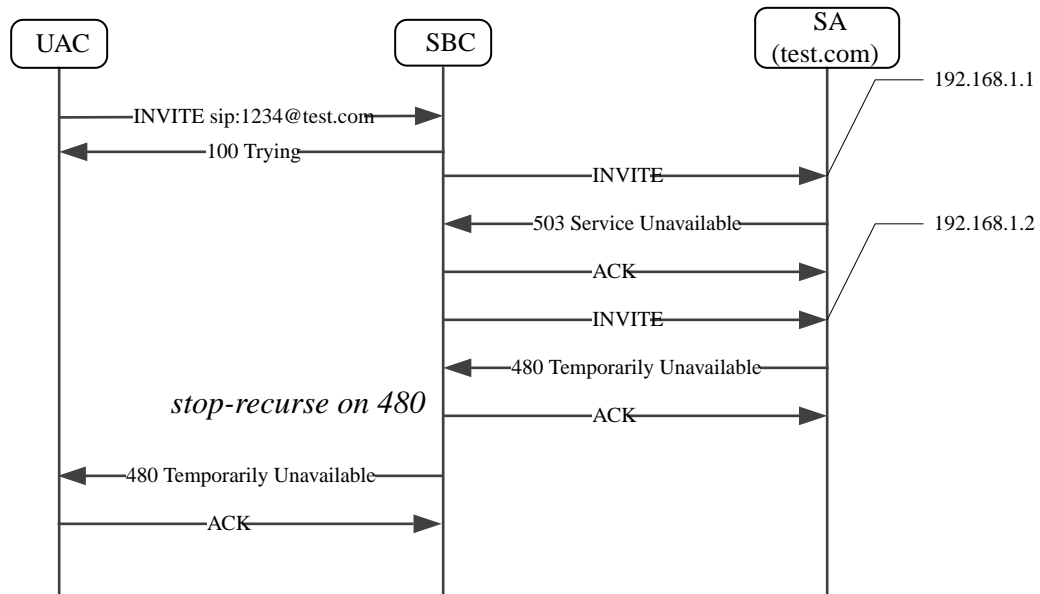 UAC
SBC
SA
(test.com)
192.168.1.1
INVITE sip:1234@test.com
100 Trying
INVITE
503 Service Unavailable
192.168.1.2
ACK
INVITE
480 Temporarily Unavailable
stop-recurse on 480
ACK
480 Temporarily Unavailable
ACK